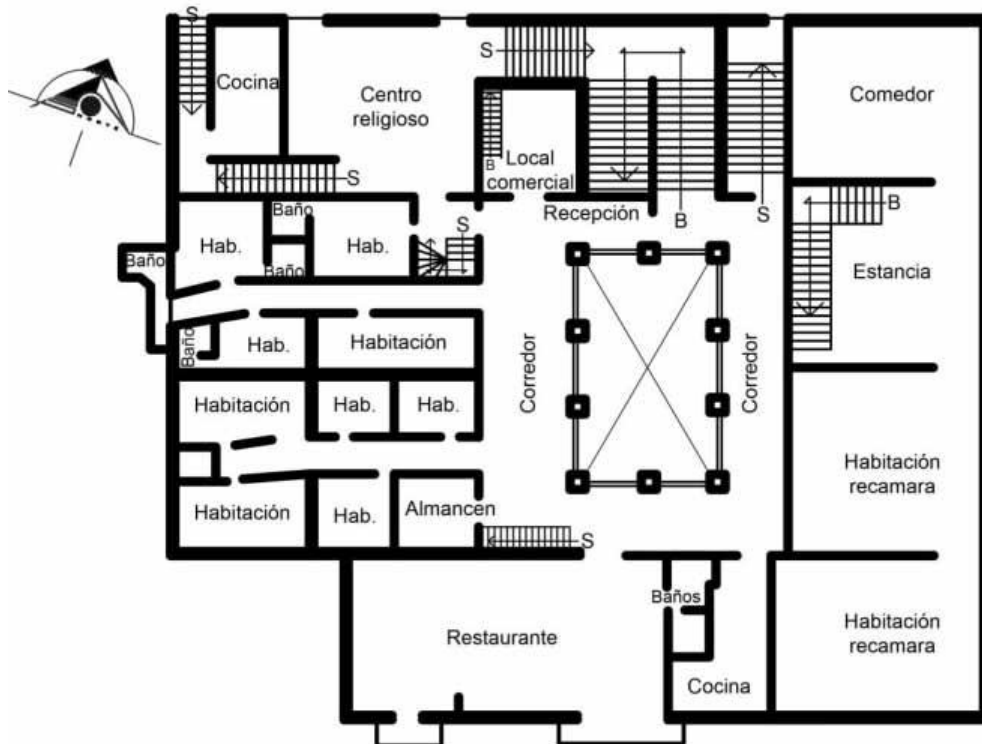 S
Cocina
Centro
religioso
S
S
Local
comercial
B
Recepción
B
S
Comedor
B
Estancia
Baño
Hab.
Baño
Hab.
S
Baño
Baño
Hab.
Habitación
Corredor
Corredor
Habitación
Hab.
Hab.
Habitación
recamara
Habitación
Hab.
Almancen
S
Restaurante
Baños
Cocina
Habitación
recamara